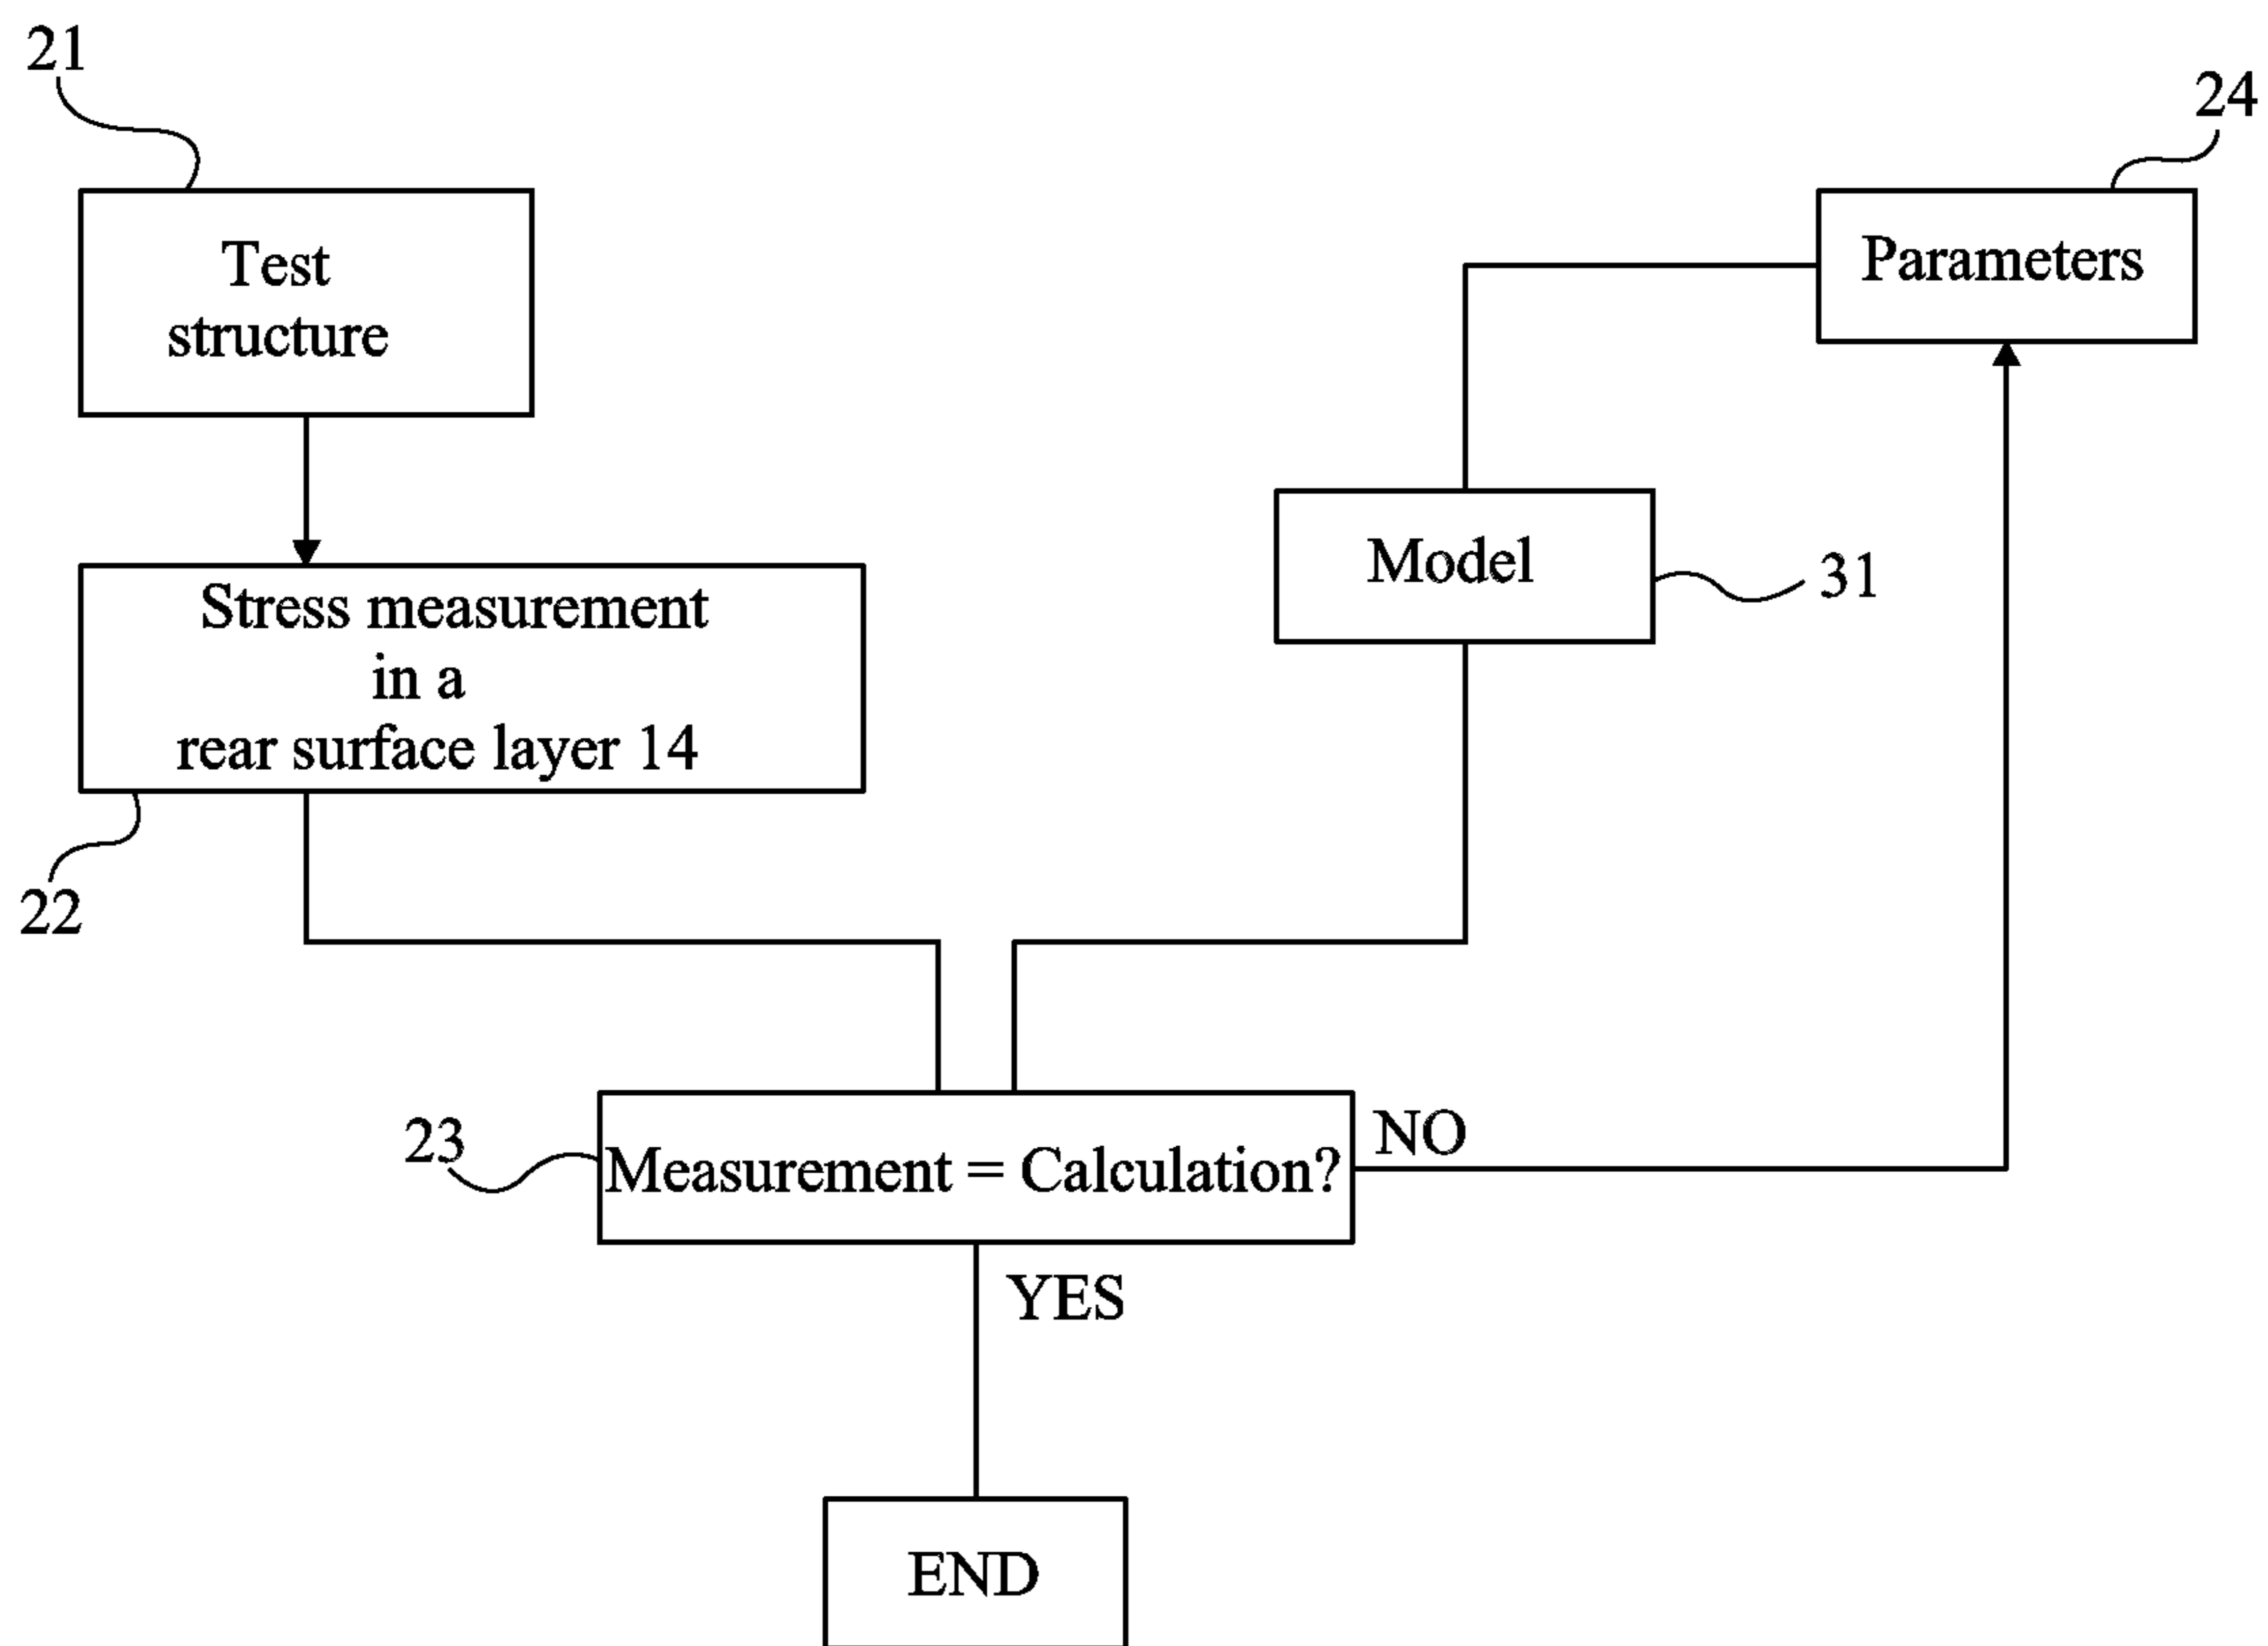 21
24
Test
structure
Parameters
Model
31
Stress measurement
in a
rear surface layer 14
22
23
Measurement = Calculation?
NO
YES
END